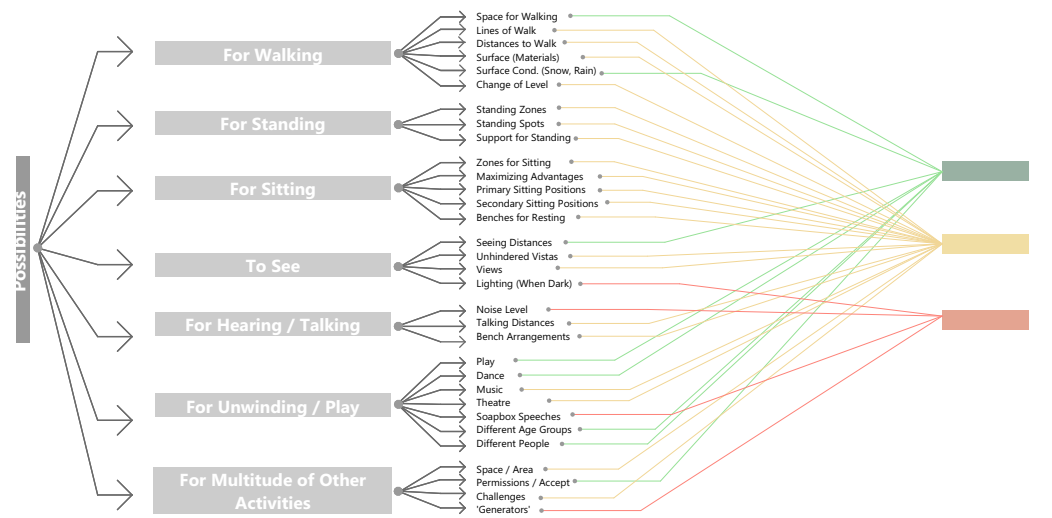 Possibilities
For Walking
Space for Walking
Lines of Walk
Distances to Walk
Surface (Materials)
Surface Cond. (Snow, Rain)
Change of Level
For Standing
Standing Zones
Standing Spots
Support for Standing
For Sitting
Zones for Sitting
Maximizing Advantages
Primary Sitting Positions
Secondary Sitting Positions
Benches for Resting
To See
Seeing Distances
Unhindered Vistas
Views
Lighting (When Dark)
For Hearing / Talking
Noise Level
Talking Distances
Bench Arrangements
For Unwinding / Play
Play
Dance
Music
Theatre
Soapbox Speeches
Different Age Groups
Different People
For Multitude of Other
Activities
Space / Area
Permissions / Accept
Challenges
'Generators'